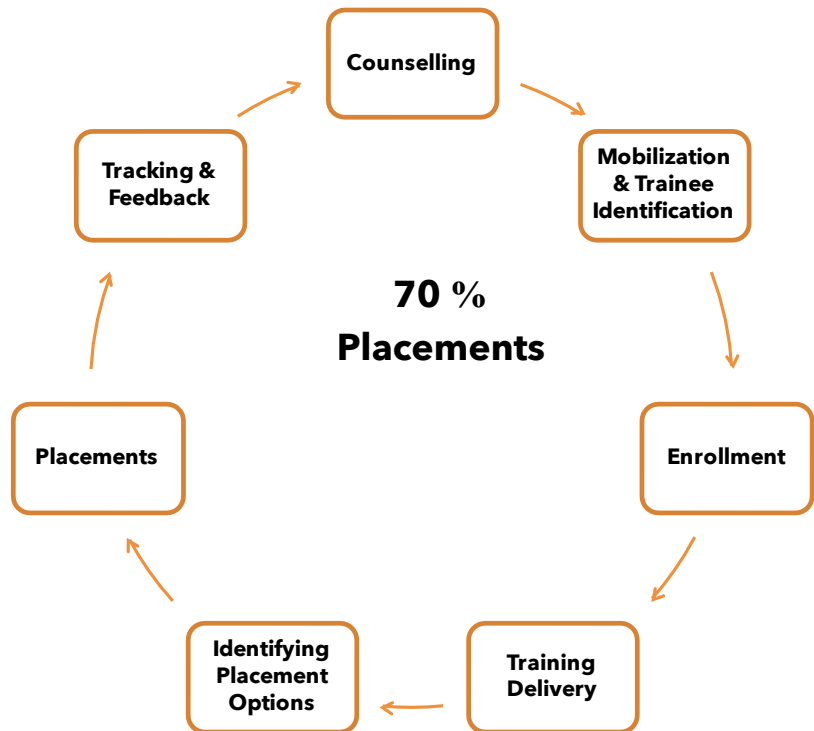 Counselling
Mobilization
& Trainee
Identification
Enrollment
Training
Delivery
Identifying
Placement
Options
Placements
Tracking &
Feedback
70 %
Placements